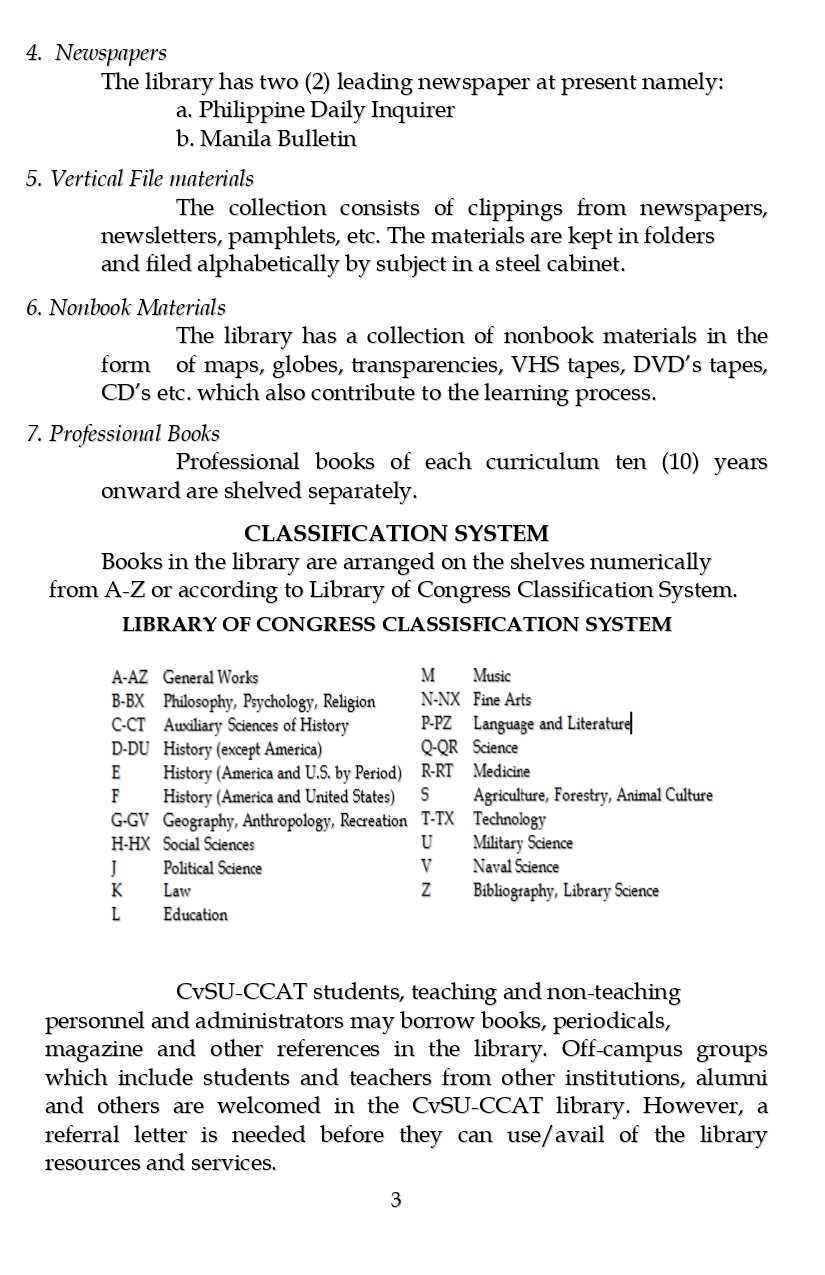 4. Newspapers
The library has two (2) leading newspaper at present namely:
a. Philippine Daily Inquirer
b. Manila Bulletin
5. Vertical File materials
The collection consists of clippings from newspapers,
newsletters, pamphlets, etc. The materials are kept in folders
and filed alphabetically by subject in a steel cabinet.
6. Nonbook Materials
The library has a collection of nonbook materials in the
form of maps, globes, transparencies, VHS tapes, DVD's tapes,
CD's etc. which also contribute to the learning process.
7. Professional Books
Professional books of each curriculum ten (10) years
onward are shelved separately.
CLASSIFICATION SYSTEM
Books in the library are arranged on the shelves numerically
from A-Z or according to Library of Congress Classification System.
LIBRARY OF CONGRESS CLASSISFICATION SYSTEM
A-AZ General Works
B-BX Philosophy, Psychology, Religion
C-CT Auxiliary Sciences of History
D-DU History (except America)
E History (America and U.S. by Period)
F History (America and United States)
G-GV Geography, Anthropology, Recreation
H-HX Social Sciences
J Political Science
K Law
L Education
M Music
N-NX Fine Arts
P-PZ Language and Literature
Q-QR Science
R-RT Medicine
S Agriculture, Forestry, Animal Culture
T-TX Technology
U Military Science
V Naval Science
Z Bibliography, Library Science
CvSU-CCAT students, teaching and non-teaching
personnel and administrators may borrow books, periodicals,
magazine and other references in the library. Off-campus groups
which include students and teachers from other institutions, alumni
and others are welcomed in the CvSU-CCAT library. However, a
referral letter is needed before they can use/avail of the library
resources and services.
3